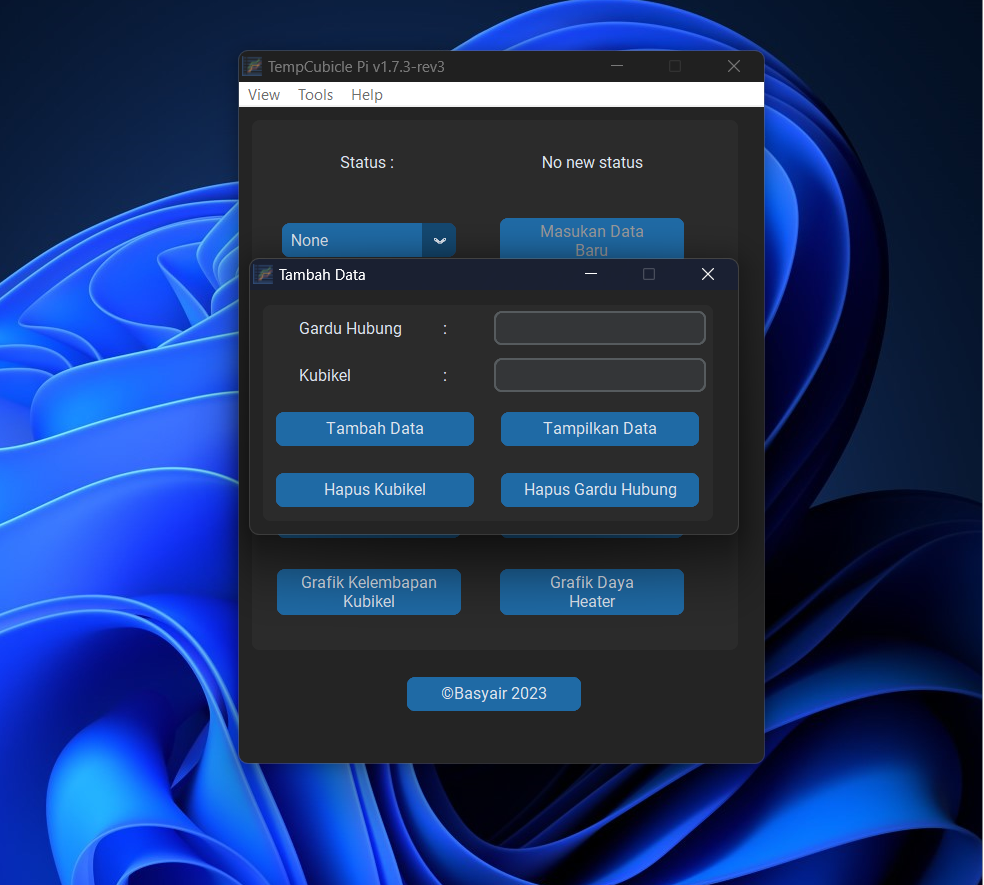 TempCubicle Pi v1.7.3-rev3
View Tools Help
Status : No new status
None
Masukan Data
Baru
Tambah Data
Gardu Hubung :
Kubikel :
Tambah Data Tampilkan Data
Hapus Kubikel Hapus Gardu Hubung
Grafik Kelembapan
Kubikel
Grafik Daya
Heater
©Basyair 2023